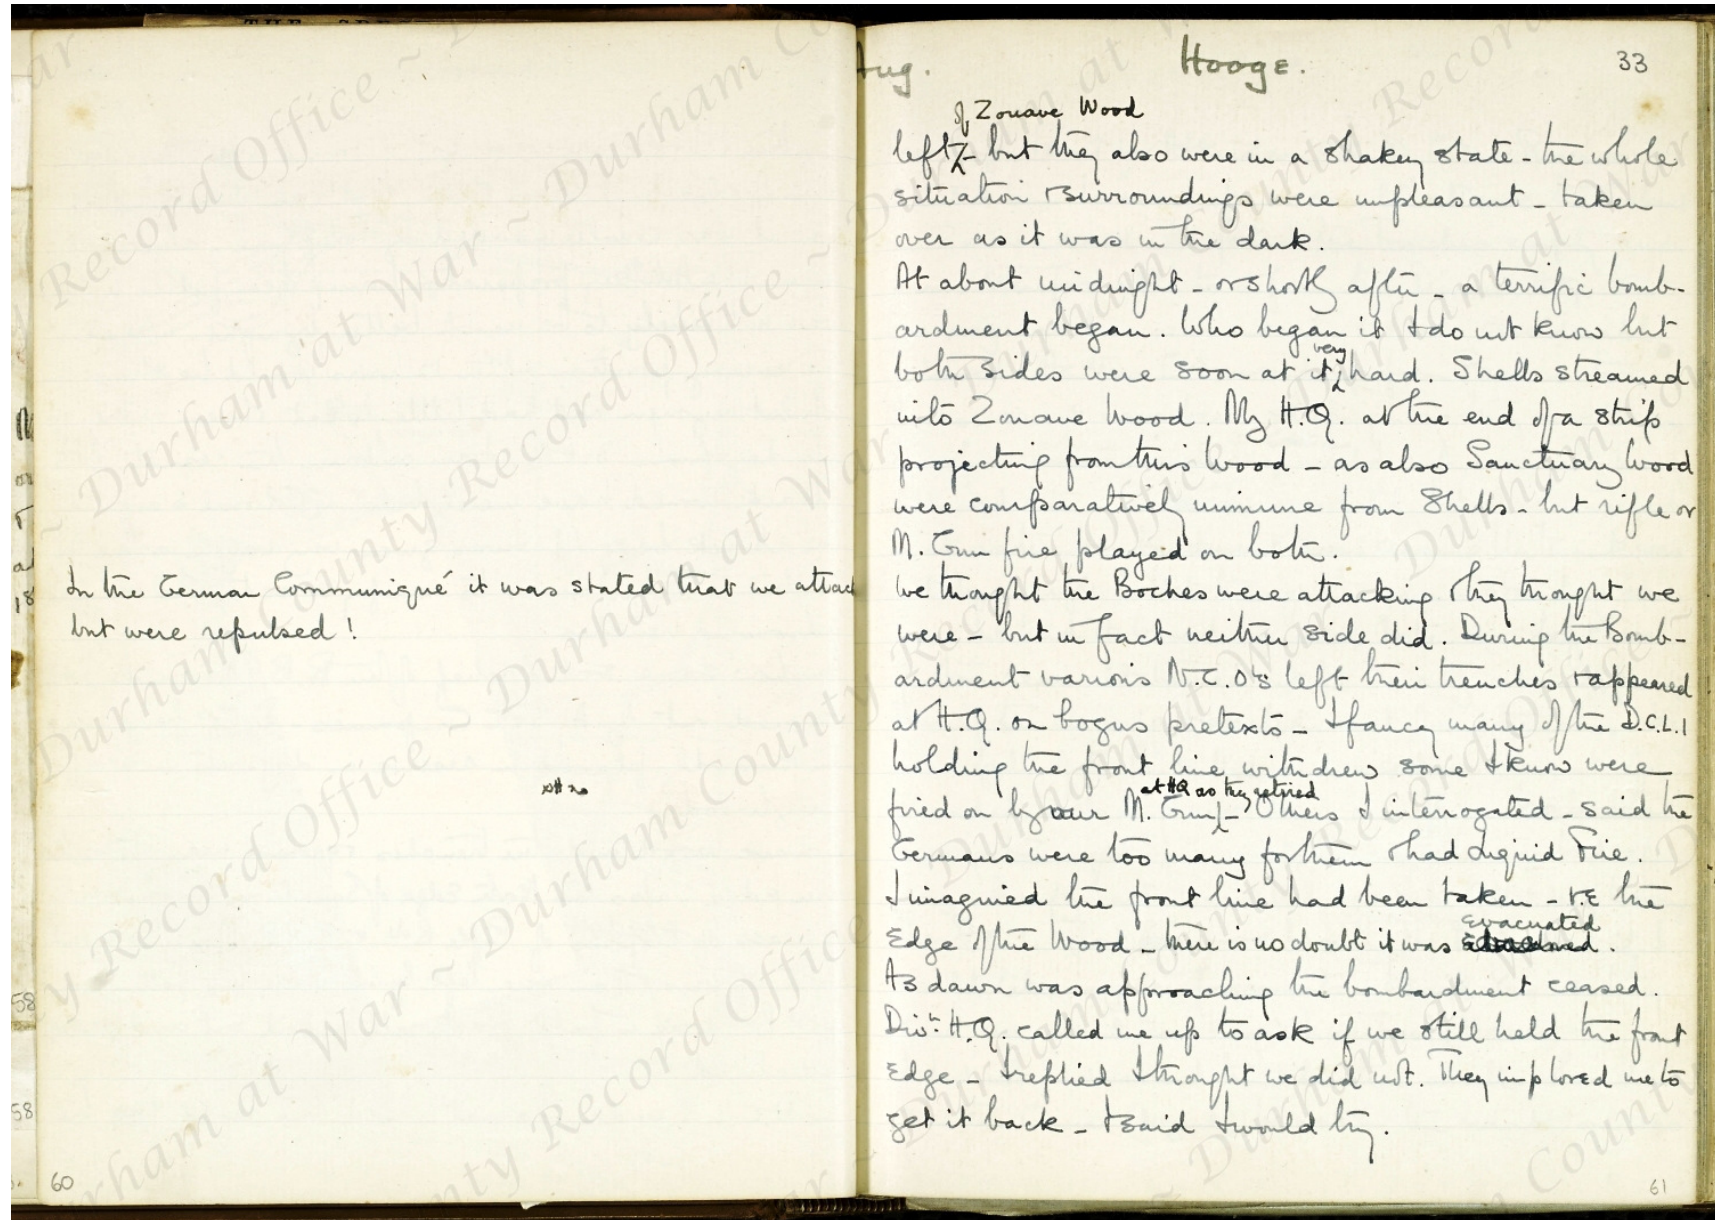 In the German Communiqué it was stated that we attack
but were repulsed!
60
58
58
Aug. Hooge. 33
of Zouave Wood
left - but they also were in a shakey state - the whole
situation & surroundings were unpleasant - taken
over as it was in the dark.
At about midnight - or shortly after - a terrific bomb-
ardment began. Who began it I do not know but
very
both sides were soon at it hard. Shells streamed
into Zouave Wood. My H.Q. at the end of a strip
projecting from this Wood - as also Sanctuary Wood
were comparatively immune from Shells - but rifle or
M. Gun fire played on both.
We thought the Boches were attacking & they thought we
were - but in fact neither side did. During the Bomb-
ardment various N.C.O's left their trenches & appeared
at H.Q. on bogus pretexts - I fancy many of the D.C.L.I
holding the front line withdrew some I know were
at HQ as they retired
fired on by our M. Gun - Others I interrogated - said the
Germans were too many for them & had Liquid Fire.
I imagined the front line had been taken - I.E the
Evacuated
Edge of the Wood - there is no doubt it was.
As dawn was approaching the bombardment ceased.
Divn. H.Q. called me up to ask if we still held the front
Edge - I replied I thought we did not. They implored me to
get it back - I said I would try.
61
Durham County Record Office ~ Durham at War